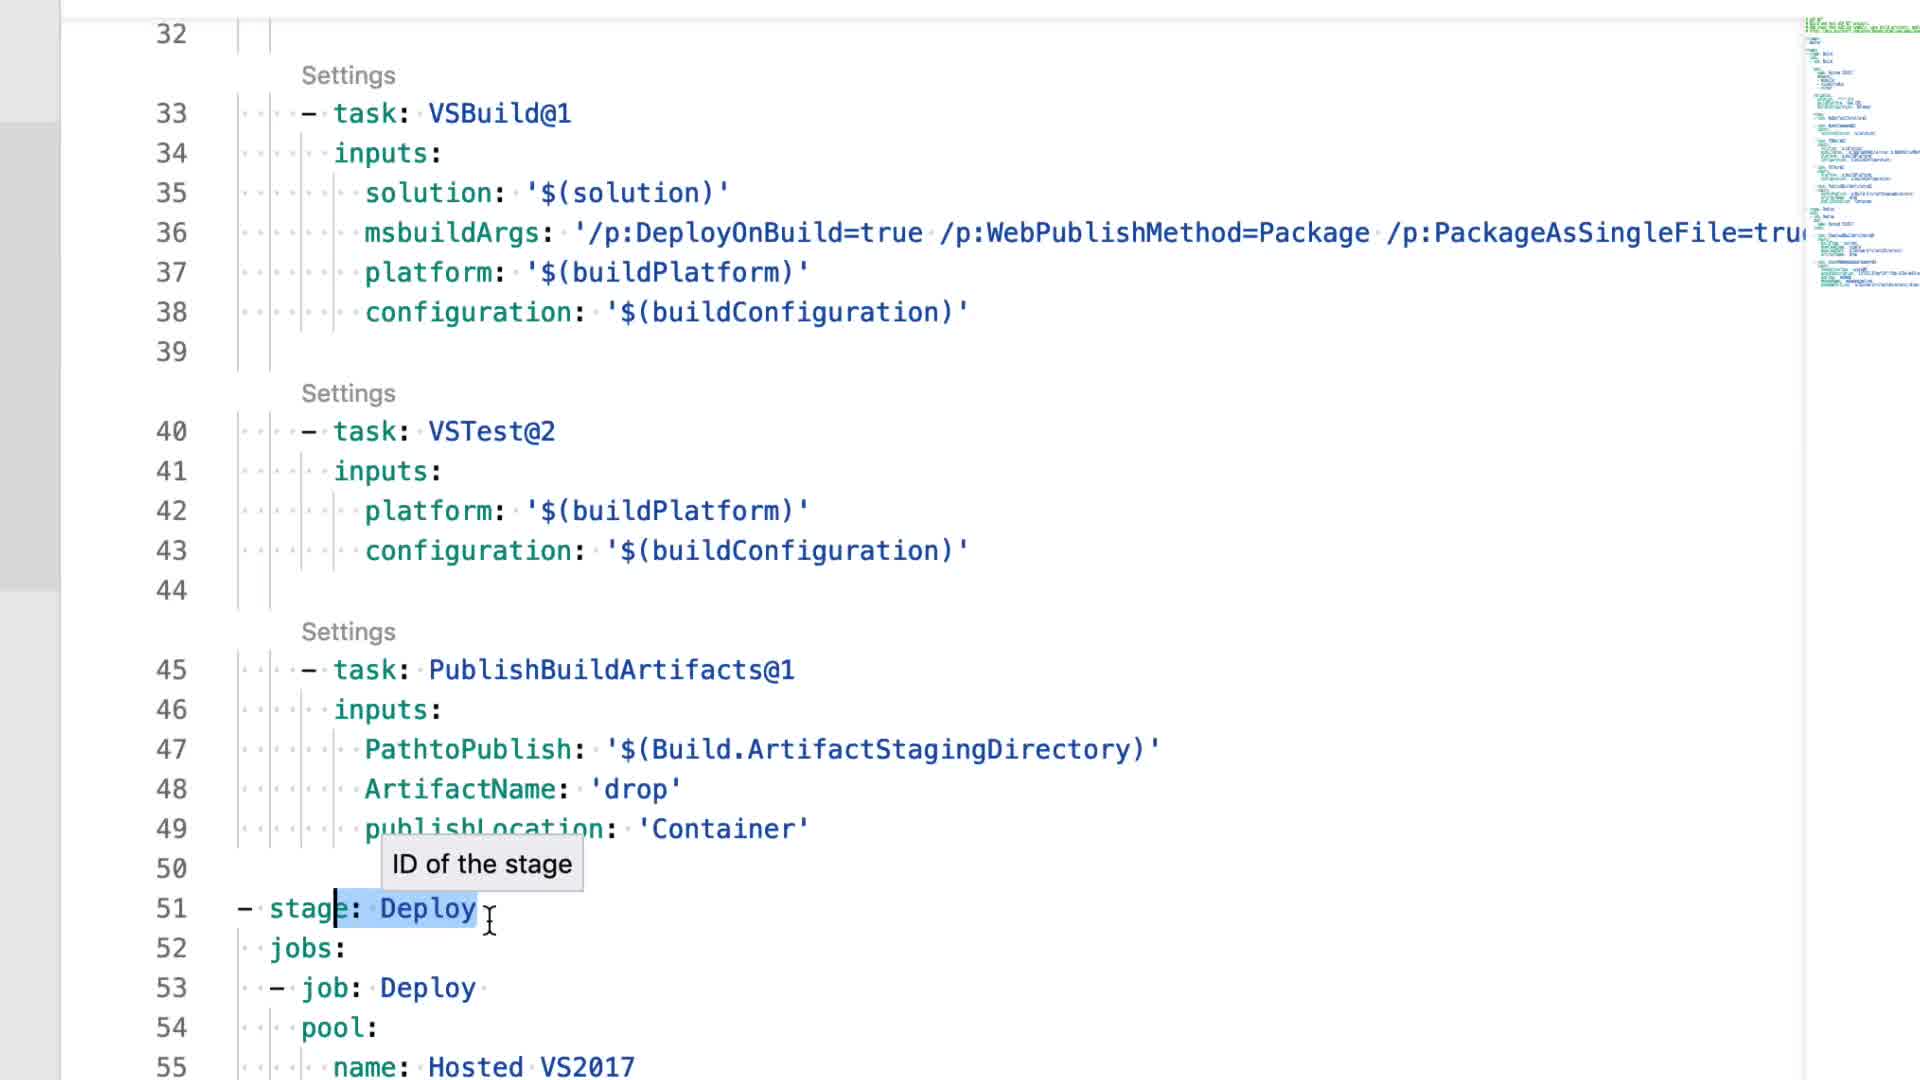 32
Settings
33 - task: VSBuild@1
34 inputs:
35 solution: '$(solution)'
36 msbuildArgs: '/p:DeployOnBuild=true /p:WebPublishMethod=Package /p:PackageAsSingleFile=true
37 platform: '$(buildPlatform)'
38 configuration: '$(buildConfiguration)'
39
Settings
40 - task: VSTest@2
41 inputs:
42 platform: '$(buildPlatform)'
43 configuration: '$(buildConfiguration)'
44
Settings
45 - task: PublishBuildArtifacts@1
46 inputs:
47 PathtoPublish: '$(Build.ArtifactStagingDirectory)'
48 ArtifactName: 'drop'
49 publishLocation: 'Container'
50
ID of the stage
51 - stage: Deploy
52 jobs:
53 - job: Deploy
54 pool:
55 name: Hosted VS2017